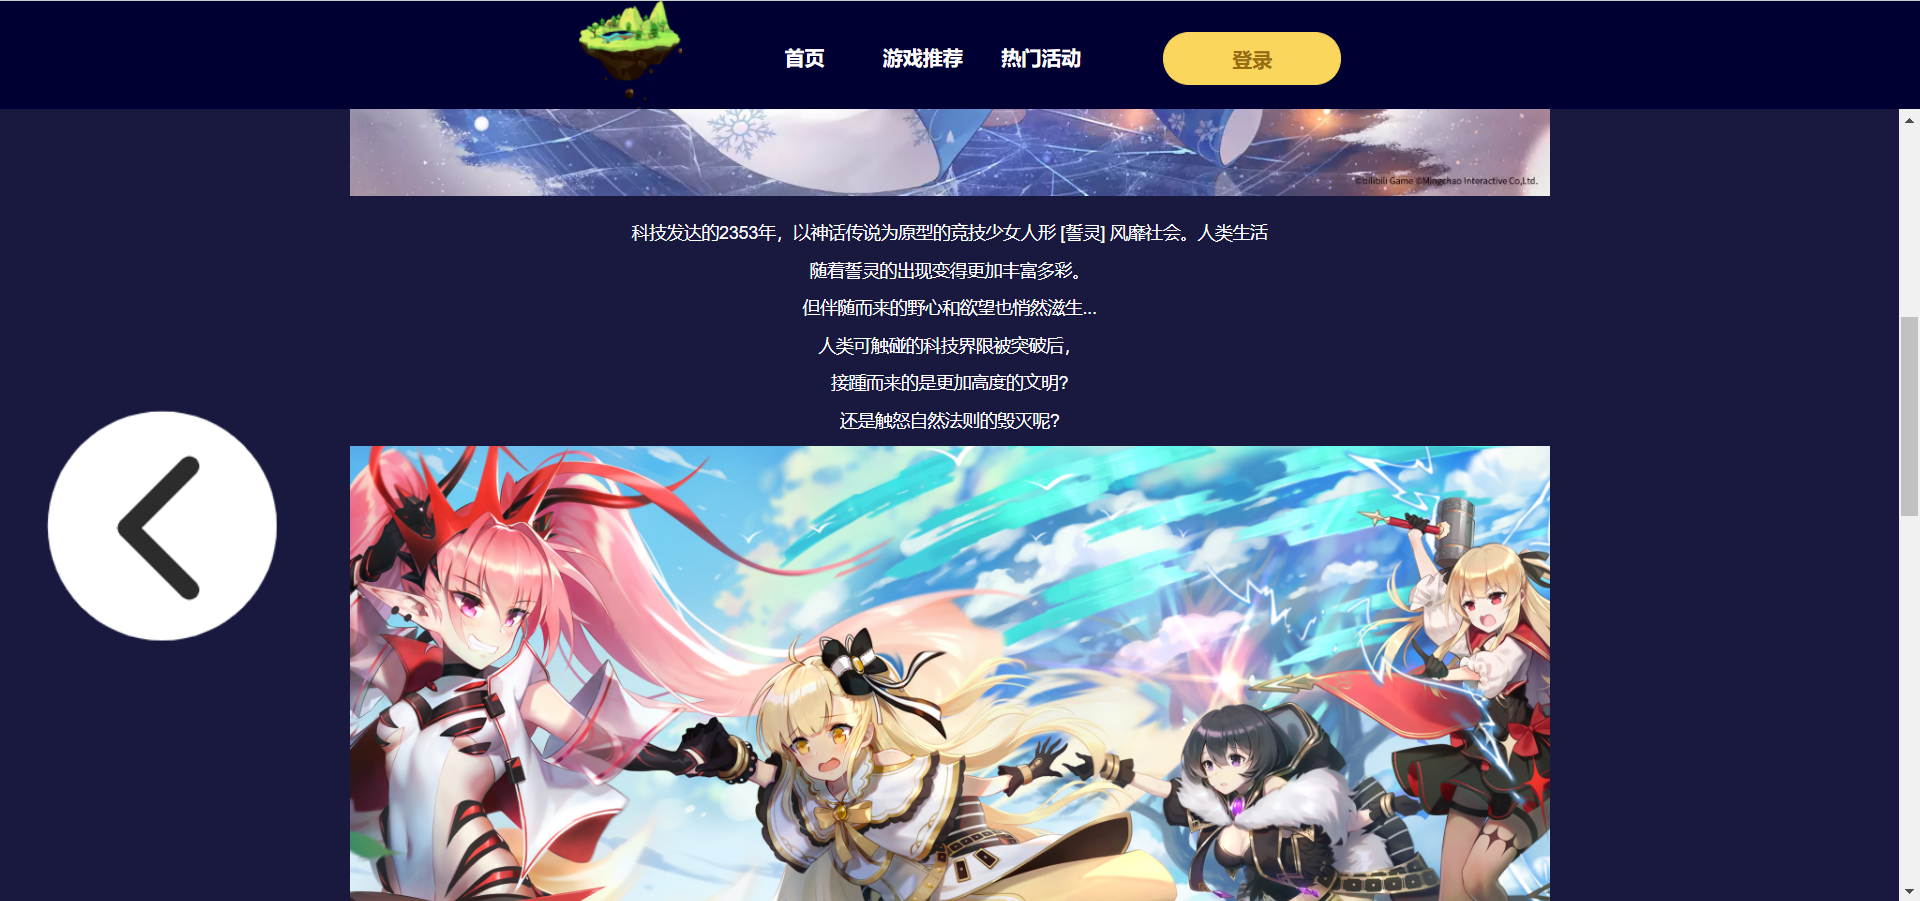 首页 游戏推荐 热门活动 登录
©bilibili Game ©Mingchao Interactive Co,Ltd.
科技发达的2353年，以神话传说为原型的竞技少女人形 [誓灵] 风靡社会。人类生活
随着誓灵的出现变得更加丰富多彩。
但伴随而来的野心和欲望也悄然滋生...
人类可触碰的科技界限被突破后，
接踵而来的是更加高度的文明?
还是触怒自然法则的毁灭呢?